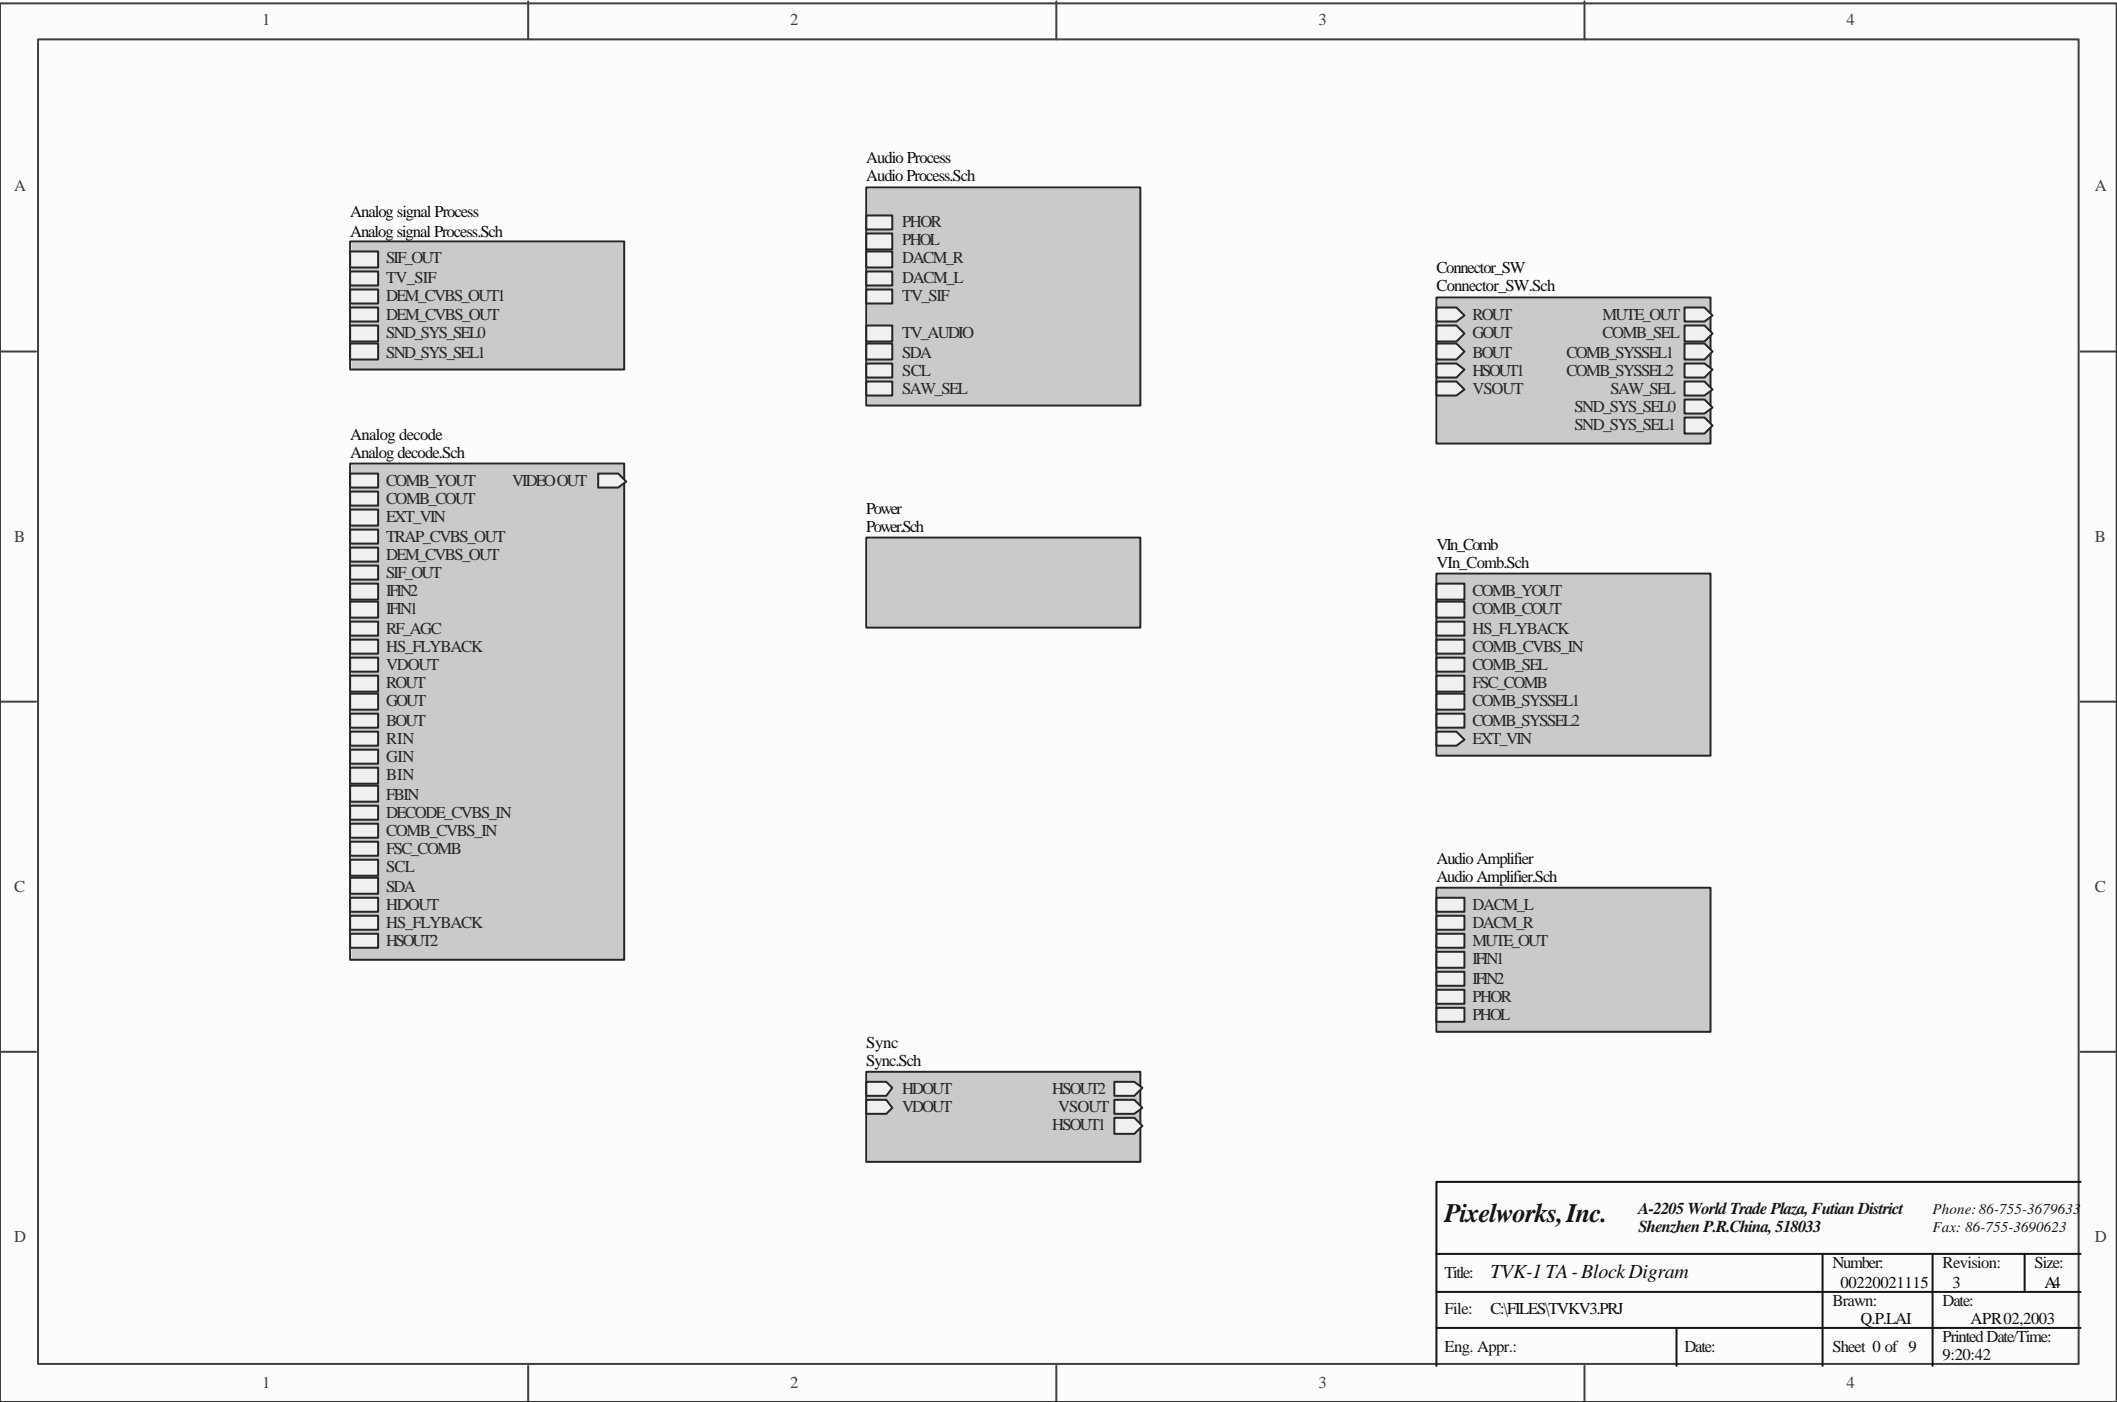 1 2 3 4
A A
B B
C C
D D
Analog signal Process
Analog signal Process.Sch
SIF_OUT
TV_SIF
DEM_CVBS_OUT1
DEM_CVBS_OUT
SND_SYS_SEL0
SND_SYS_SEL1
Analog decode
Analog decode.Sch
COMB_YOUT VIDEO OUT
COMB_COUT
EXT_VIN
TRAP_CVBS_OUT
DEM_CVBS_OUT
SIF_OUT
IFIN2
IFIN1
RF_AGC
HS_FLYBACK
VDOUT
ROUT
GOUT
BOUT
RIN
GIN
BIN
FBIN
DECODE_CVBS_IN
COMB_CVBS_IN
FSC_COMB
SCL
SDA
HDOUT
HS_FLYBACK
HSOUT2
Audio Process
Audio Process.Sch
PHOR
PHOL
DACM_R
DACM_L
TV_SIF
TV_AUDIO
SDA
SCL
SAW_SEL
Power
Power.Sch
Sync
Sync.Sch
HDOUT HSOUT2
VDOUT VSOUT
HSOUT1
Connector_SW
Connector_SW.Sch
ROUT MUTE_OUT
GOUT COMB_SEL
BOUT COMB_SYSSEL1
HSOUT1 COMB_SYSSEL2
VSOUT SAW_SEL
SND_SYS_SEL0
SND_SYS_SEL1
VIn_Comb
VIn_Comb.Sch
COMB_YOUT
COMB_COUT
HS_FLYBACK
COMB_CVBS_IN
COMB_SEL
FSC_COMB
COMB_SYSSEL1
COMB_SYSSEL2
EXT_VIN
Audio Amplifier
Audio Amplifier.Sch
DACM_L
DACM_R
MUTE_OUT
IFIN1
IFIN2
PHOR
PHOL
Pixelworks, Inc. A-2205 World Trade Plaza, Futian District Phone: 86-755-3679633
Shenzhen P.R.China, 518033 Fax: 86-755-3690623
Title: TVK-1 TA - Block Digram Number: Revision: Size:
00220021115 3 A4
File: C:\FILES\TVKV3.PRJ Brawn: Date:
Q.P.LAI APR 02,2003
Eng. Appr.: Date: Sheet 0 of 9 Printed Date/Time:
9:20:42
1 2 3 4